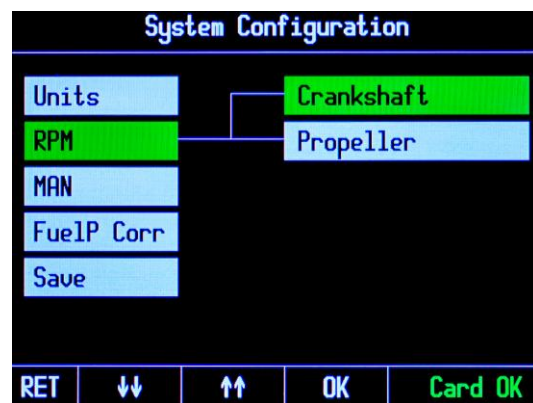 System Configuration
Units
RPM
MAN
FuelP Corr
Save
Crankshaft
Propeller
RET ↓↓ ↑↑ OK Card OK